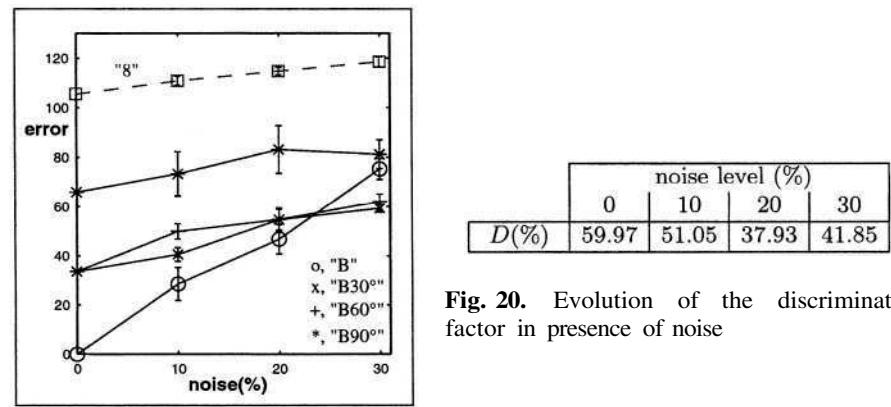 120
100
80
60
40
20
0
error
"8"
o, "B"
x, "B30°"
+, "B60°"
*, "B90°"
0 10 20 30
noise(%)
noise level (%)
0 10 20 30
D(%) 59.97 51.05 37.93 41.85
Fig. 20. Evolution of the discriminat
factor in presence of noise